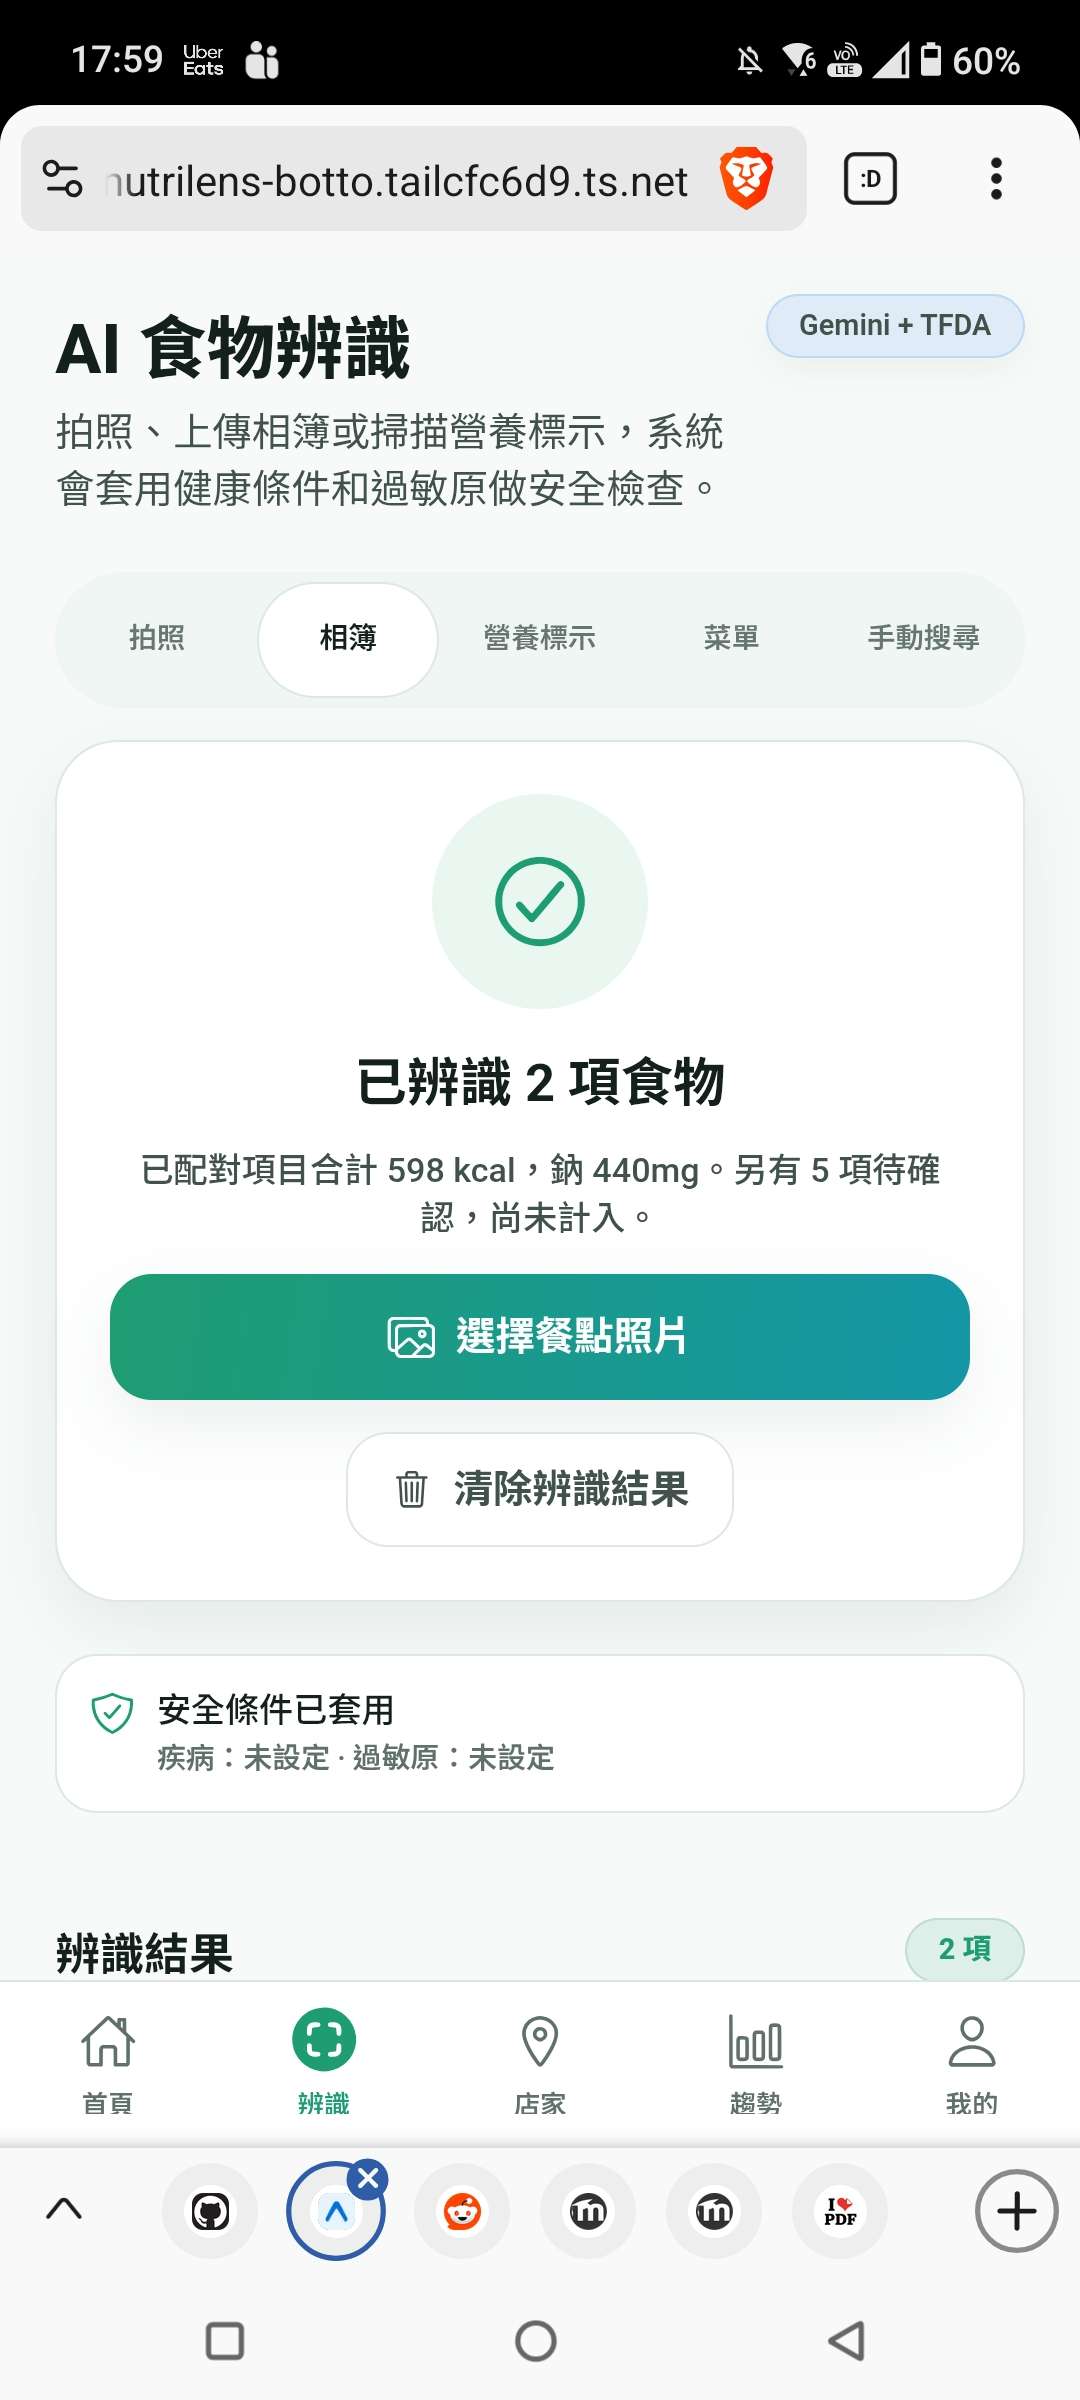 17:59 Uber Eats 6 VO LTE 60%
nutrilens-botto.tailcfc6d9.ts.net :D
AI 食物辨識
Gemini + TFDA
拍照、上傳相簿或掃描營養標示，系統
會套用健康條件和過敏原做安全檢查。
拍照 相簿 營養標示 菜單 手動搜尋
已辨識 2 項食物
已配對項目合計 598 kcal，鈉 440mg。另有 5 項待確
認，尚未計入。
選擇餐點照片
清除辨識結果
安全條件已套用
疾病：未設定 · 過敏原：未設定
辨識結果
2 項
首頁 辨識 店家 趨勢 我的
m m I PDF